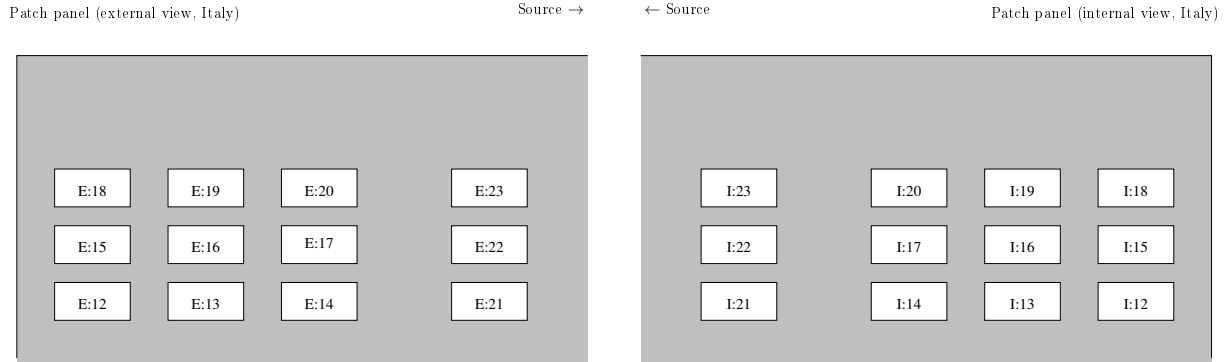 Patch panel (external view, Italy)
Source →
E:18 E:19 E:20 E:23
E:15 E:16 E:17 E:22
E:12 E:13 E:14 E:21
← Source
Patch panel (internal view, Italy)
I:23 I:20 I:19 I:18
I:22 I:17 I:16 I:15
I:21 I:14 I:13 I:12